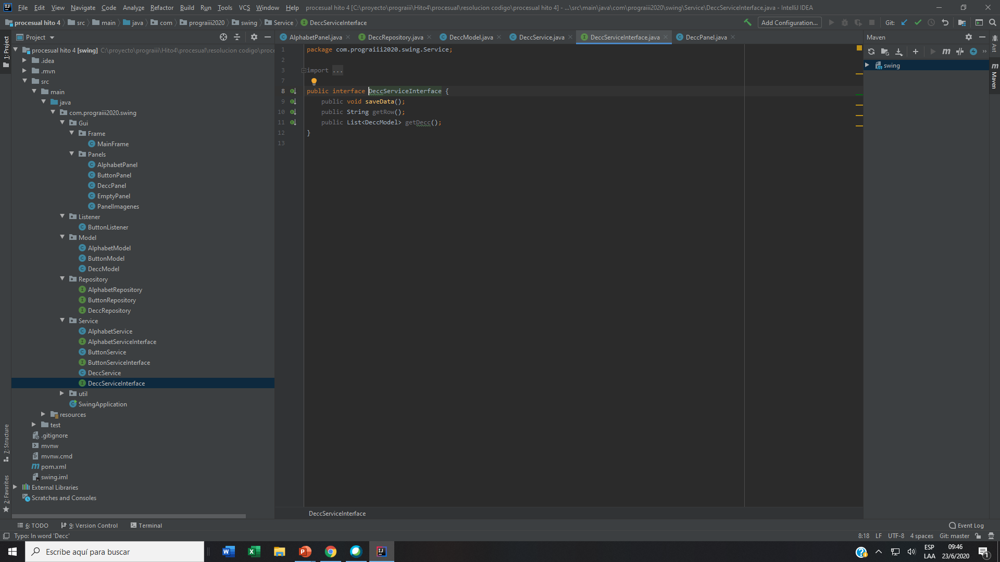 File Edit View Navigate Code Analyze Refactor Build Run Tools VCS Window Help procesual hito 4 [C:\proyecto\prograiii\Hito4\procesual\resolucion codigo\procesual hito 4] - ...\src\main\java\com\prograiii2020\swing\Service\DeccServiceInterface.java - IntelliJ IDEA
procesual hito 4 src main java com prograiii2020 swing Service DeccServiceInterface Add Configuration... Git:
Project
AlphabetPanel.java DeccRepository.java DeccModel.java DeccService.java DeccServiceInterface.java DeccPanel.java
Maven
1: Project
7: Structure
2: Favorites
Ant
Maven
procesual hito 4 [swing] C:\proyecto\prograiii\Hito4\procesual\resolucion codigo\proce
.idea
.mvn
src
main
java
com.prograiii2020.swing
Gui
Frame
MainFrame
Panels
AlphabetPanel
ButtonPanel
DeccPanel
EmptyPanel
PanelImagenes
Listener
ButtonListener
Model
AlphabetModel
ButtonModel
DeccModel
Repository
AlphabetRepository
ButtonRepository
DeccRepository
Service
AlphabetService
AlphabetServiceInterface
ButtonService
ButtonServiceInterface
DeccService
DeccServiceInterface
util
SwingApplication
resources
test
.gitignore
mvnw
mvnw.cmd
pom.xml
swing.iml
External Libraries
Scratches and Consoles
1 package com.prograiii2020.swing.Service;
2
3 import ...
7
8 public interface DeccServiceInterface {
9 public void saveData();
10 public String getRow();
11 public List<DeccModel> getDecc();
12 }
13
swing
DeccServiceInterface
6: TODO 9: Version Control Terminal Event Log
Typo: In word 'Decc' 8:18 LF UTF-8 4 spaces Git: master
Escribe aquí para buscar
ESP
LAA
09:46
23/6/2020
1